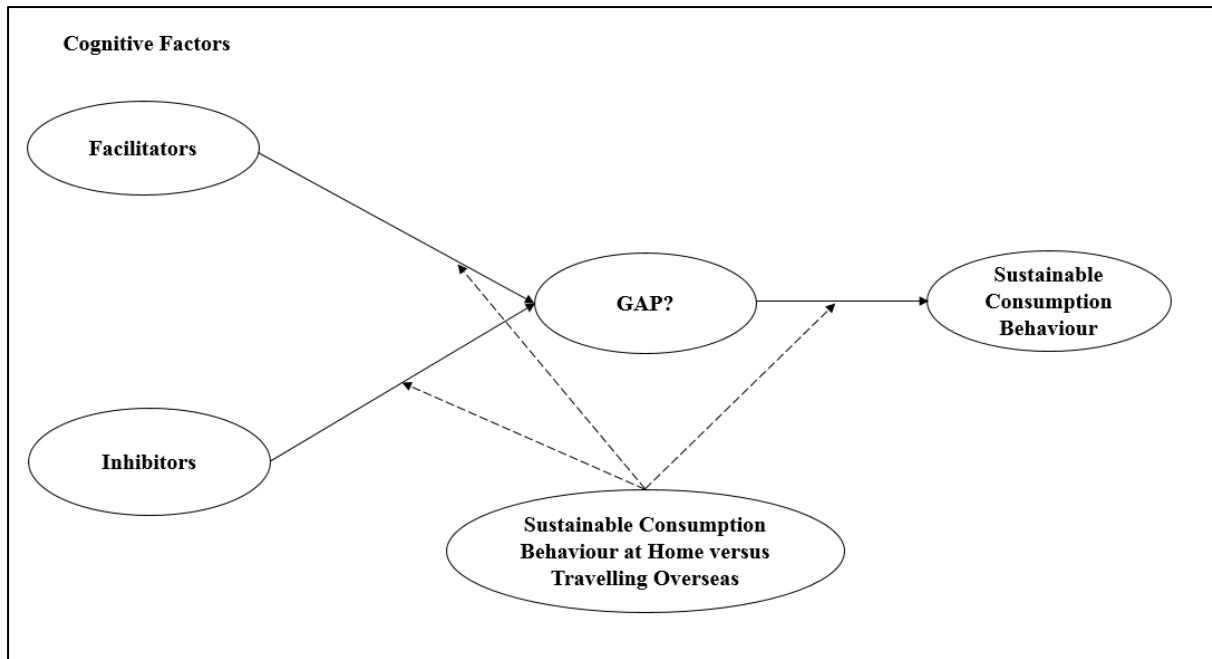 Cognitive Factors
Facilitators
GAP?
Sustainable
Consumption
Behaviour
Inhibitors
Sustainable Consumption
Behaviour at Home versus
Travelling Overseas